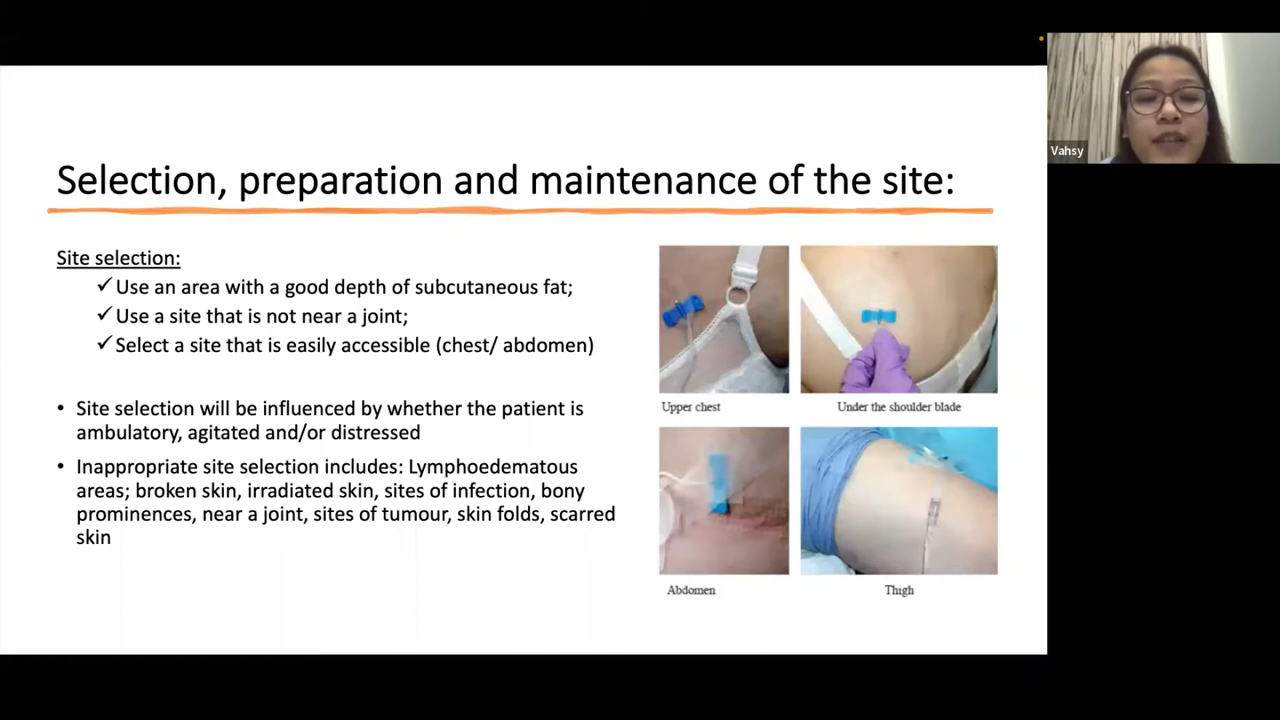 Vahsy
Selection, preparation and maintenance of the site:
Site selection:
✓Use an area with a good depth of subcutaneous fat;
✓Use a site that is not near a joint;
✓Select a site that is easily accessible (chest/ abdomen)
• Site selection will be influenced by whether the patient is
ambulatory, agitated and/or distressed
• Inappropriate site selection includes: Lymphoedematous
areas; broken skin, irradiated skin, sites of infection, bony
prominences, near a joint, sites of tumour, skin folds, scarred
skin
Upper chest
Under the shoulder blade
Abdomen
Thigh